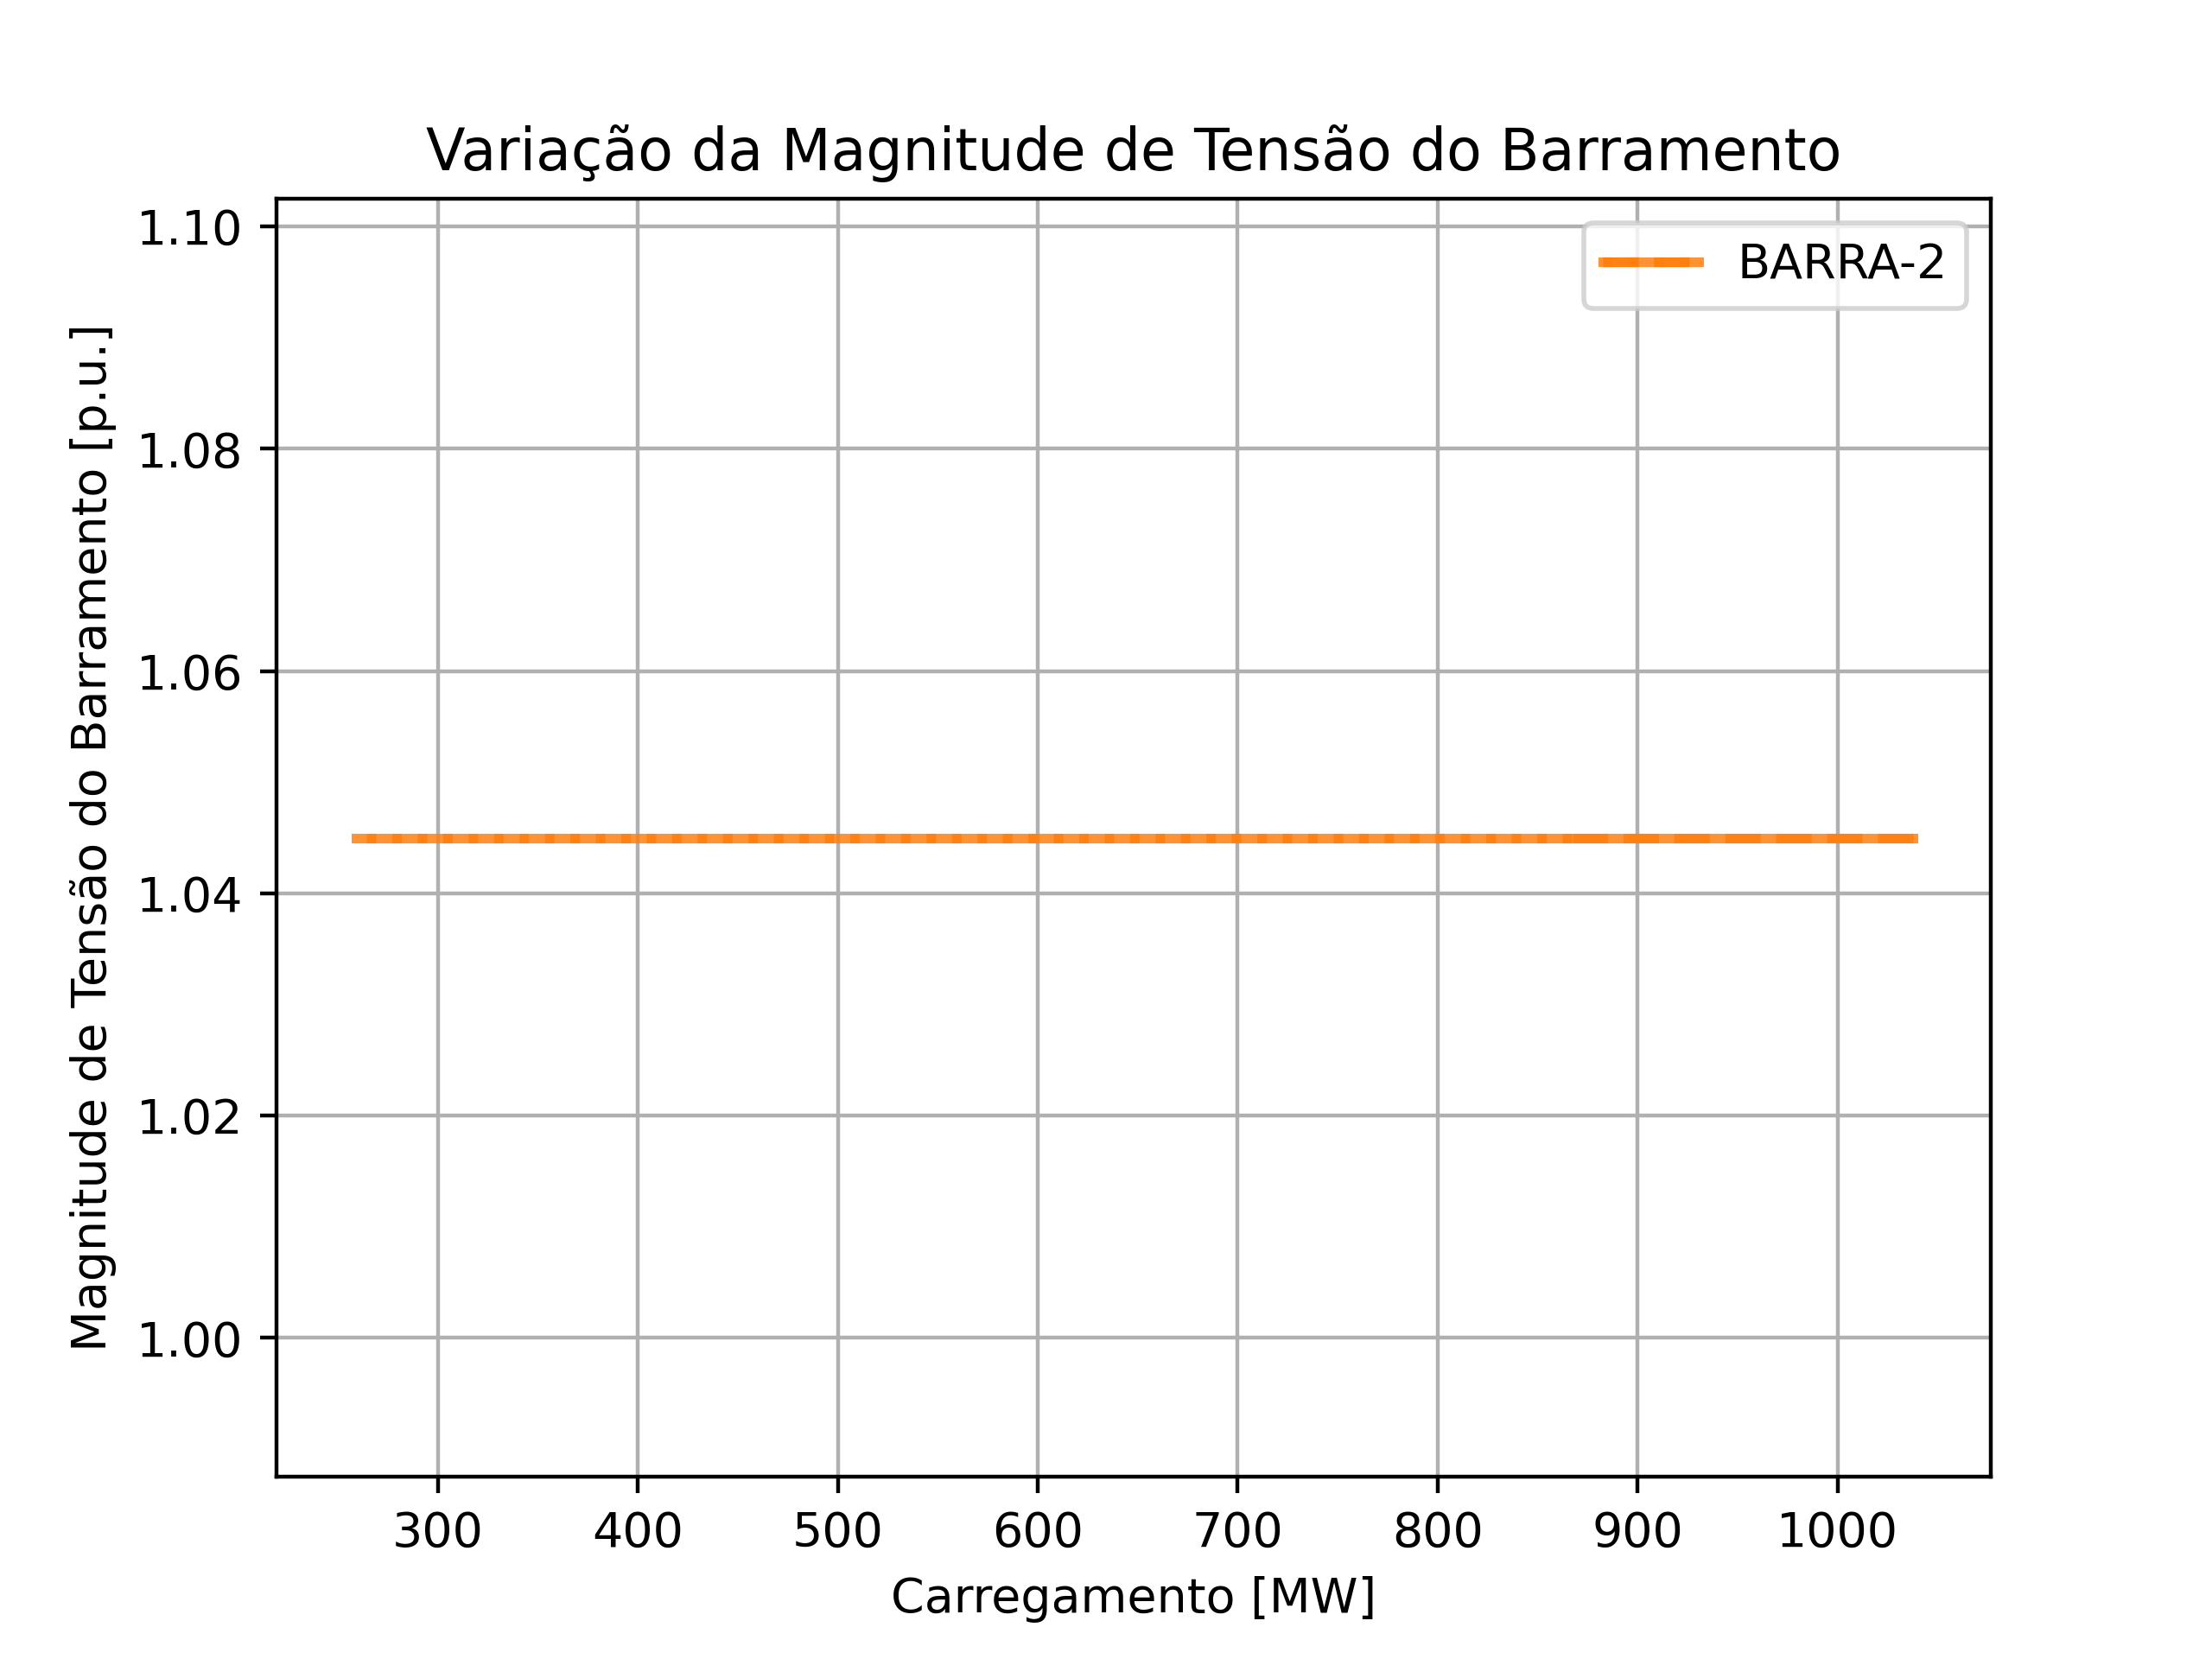 Variação da Magnitude de Tensão do Barramento
BARRA-2
Magnitude de Tensão do Barramento [p.u.]
1.10
1.08
1.06
1.04
1.02
1.00
300 400 500 600 700 800 900 1000
Carregamento [MW]